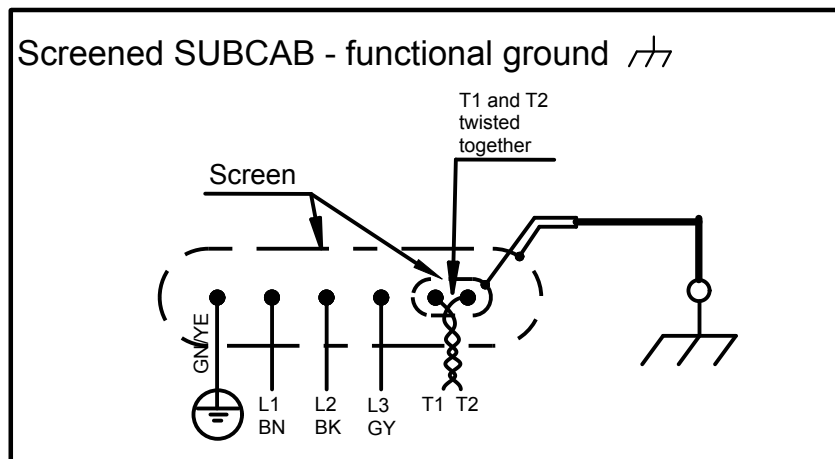 Screened SUBCAB - functional ground
T1 and T2
twisted
together
Screen
GN/YE
L1
BN
L2
BK
L3
GY
T1 T2